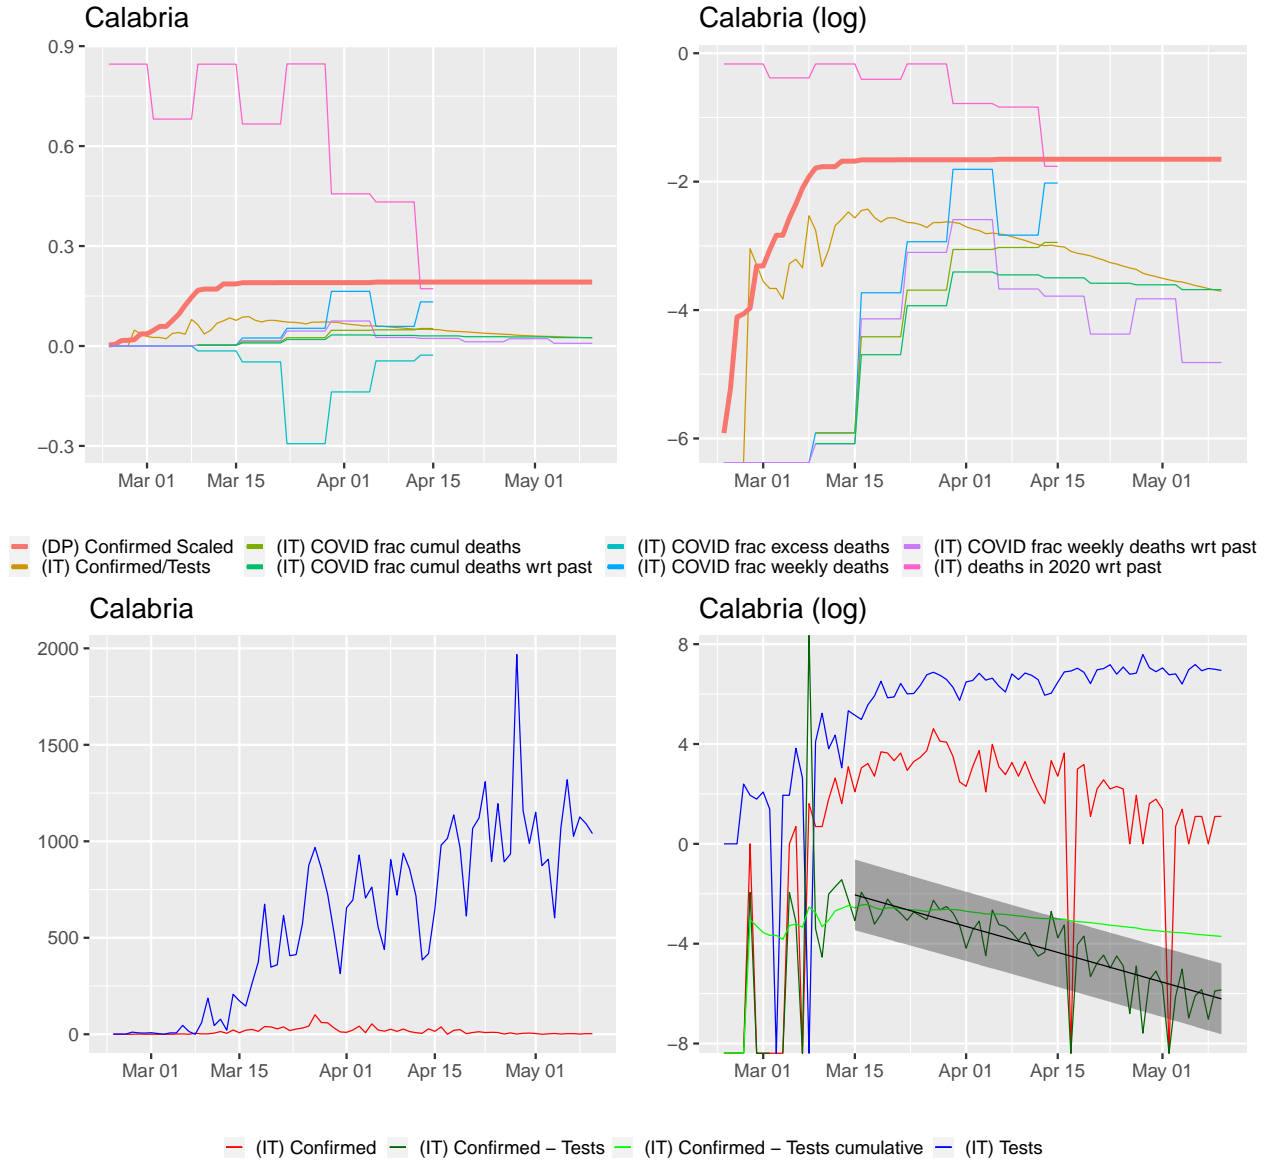 Calabria
Calabria (log)
0.9
0.6
0.3
0.0
−0.3
Mar 01 Mar 15 Apr 01 Apr 15 May 01
0
−2
−4
−6
Mar 01 Mar 15 Apr 01 Apr 15 May 01
(DP) Confirmed Scaled (IT) COVID frac cumul deaths (IT) COVID frac excess deaths (IT) COVID frac weekly deaths wrt past
(IT) Confirmed/Tests (IT) COVID frac cumul deaths wrt past (IT) COVID frac weekly deaths (IT) deaths in 2020 wrt past
Calabria
Calabria (log)
2000
1500
1000
500
0
Mar 01 Mar 15 Apr 01 Apr 15 May 01
8
4
0
−4
−8
Mar 01 Mar 15 Apr 01 Apr 15 May 01
(IT) Confirmed (IT) Confirmed − Tests (IT) Confirmed − Tests cumulative (IT) Tests